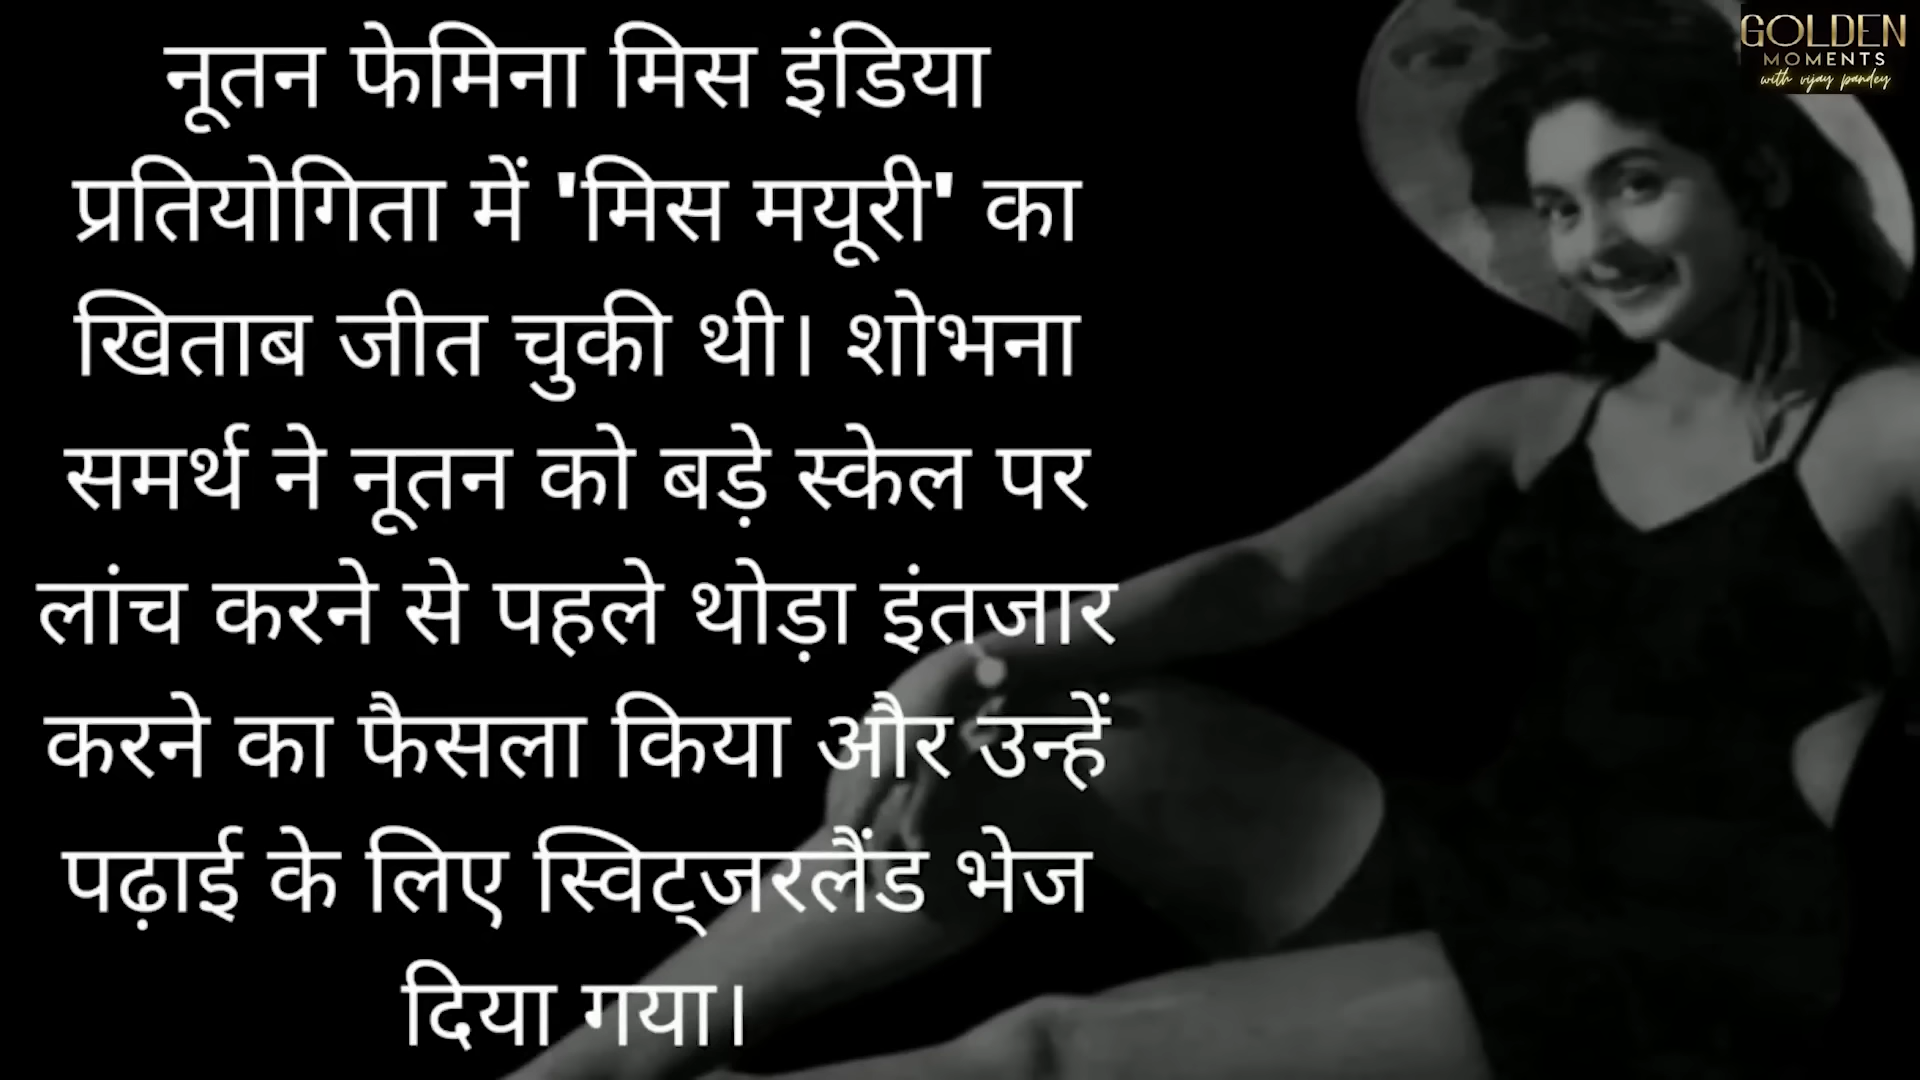 नूतन फेमिना मिस इंडिया
प्रतियोगिता में 'मिस मयूरी' का
खिताब जीत चुकी थी। शोभना
समर्थ ने नूतन को बड़े स्केल पर
लांच करने से पहले थोड़ा इंतजार
करने का फैसला किया और उन्हें
पढ़ाई के लिए स्विट्जरलैंड भेज
दिया गया।
GOLDEN
MOMENTS
with vijay pandey